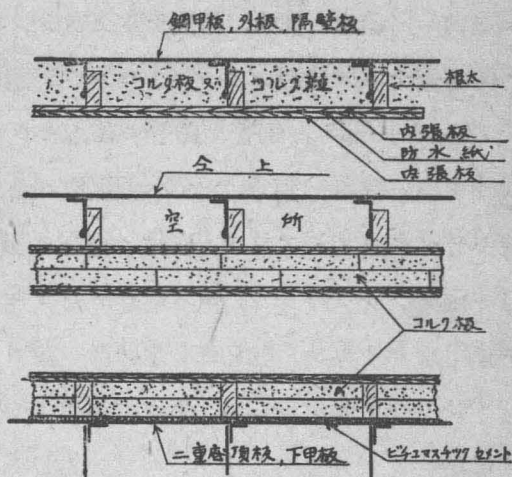 鋼甲板,外板,隔壁板
コルク板又 コルク粒
根太
内張板
防水紙
内張板
仝上
空所
コルク板
二重底頂板,下甲板
ビチュマスチックセメント